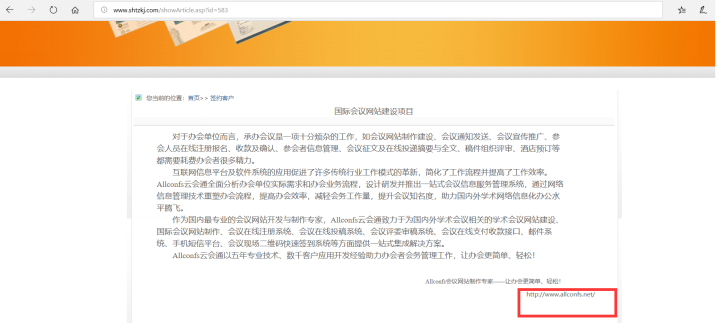 www.shtzkj.com/showArticle.asp?id=583
您当前的位置：首页>> 签约客户
国际会议网站建设项目
对于办会单位而言，承办会议是一项十分烦杂的工作，如会议网站制作建设、会议通知发送、会议宣传推广、参
会人员在线注册报名、收款及确认、参会者信息管理、会议征文及在线投递摘要与全文、稿件组织评审、酒店预订等
都需要耗费办会者很多精力。
互联网信息平台及软件系统的应用促进了许多传统行业工作模式的革新，简化了工作流程并提高了工作效率。
Allconfs云会通全面分析办会单位实际需求和办会业务流程，设计研发并推出一站式会议信息服务管理系统，通过网络
信息管理技术重塑办会流程，提高办会效率，减轻会务工作量，提升会议知名度，助力国内外学术网络信息化办公水
平腾飞。
作为国内最专业的会议网站开发与制作专家，Allconfs云会通致力于为国内外学术会议相关的学术会议网站建设、
国际会议网站制作、会议在线注册系统、会议在线投稿系统、会议评委审稿系统、会议在线支付收款接口、邮件系
统、手机短信平台、会议现场二维码快速签到系统等方面提供一站式集成解决方案。
Allconfs云会通以五年专业技术、数千客户应用开发经验助力办会者会务管理工作，让办会更简单、轻松！
Allconfs会议网站制作专家——让办会更简单、轻松！
http://www.allconfs.net/